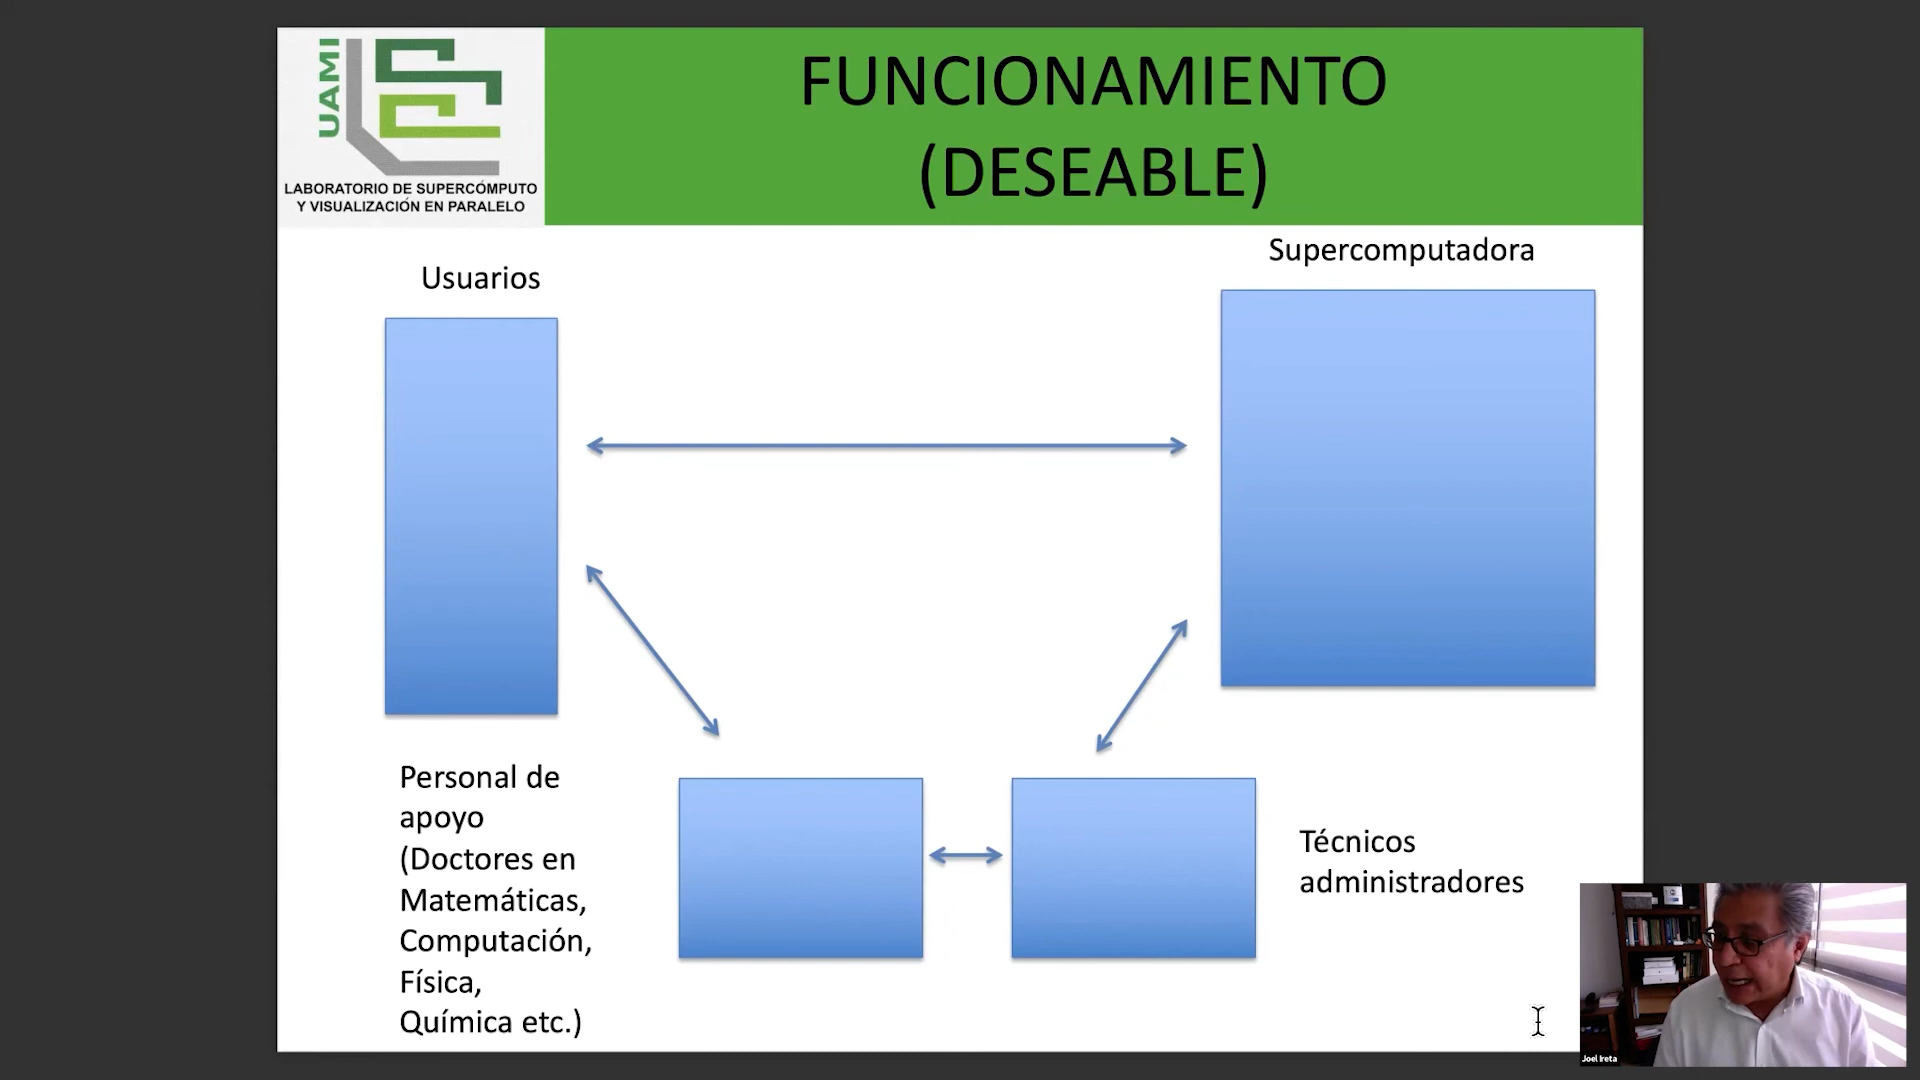 UAMI
LABORATORIO DE SUPERCÓMPUTO
Y VISUALIZACIÓN EN PARALELO
FUNCIONAMIENTO
(DESEABLE)
Usuarios
Supercomputadora
Personal de
apoyo
(Doctores en
Matemáticas,
Computación,
Física,
Química etc.)
Técnicos
administradores
Joel Ireta